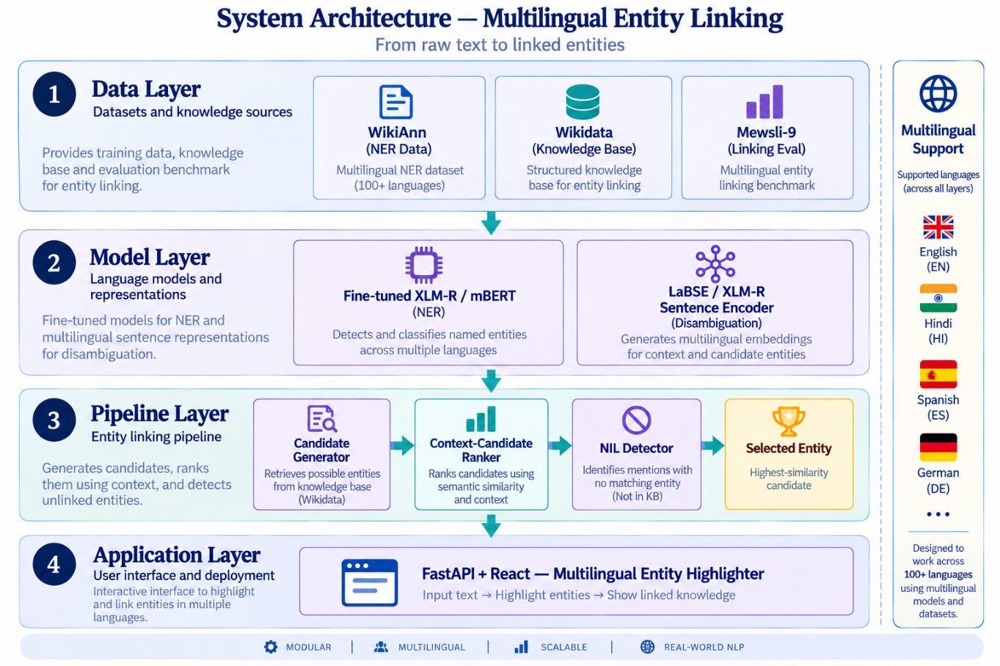 System Architecture — Multilingual Entity Linking
From raw text to linked entities
1
Data Layer
Datasets and knowledge sources
Provides training data, knowledge
base and evaluation benchmark
for entity linking.
WikiAnn
(NER Data)
Multilingual NER dataset
(100+ languages)
Wikidata
(Knowledge Base)
Structured knowledge
base for entity linking
Mewsli-9
(Linking Eval)
Multilingual entity
linking benchmark
2
Model Layer
Language models and
representations
Fine-tuned models for NER and
multilingual sentence representations
for disambiguation.
Fine-tuned XLM-R / mBERT
(NER)
Detects and classifies named entities
across multiple languages
LaBSE / XLM-R
Sentence Encoder
(Disambiguation)
Generates multilingual embeddings
for context and candidate entities
3
Pipeline Layer
Entity linking pipeline
Generates candidates, ranks
them using context, and detects
unlinked entities.
Candidate
Generator
Retrieves possible entities
from knowledge base
(Wikidata)
Context-Candidate
Ranker
Ranks candidates using
semantic similarity
and context
NIL Detector
Identifies mentions with
no matching entity
(Not in KB)
Selected Entity
Highest-similarity
candidate
4
Application Layer
User interface and deployment
Interactive interface to highlight
and link entities in multiple
languages.
FastAPI + React — Multilingual Entity Highlighter
Input text → Highlight entities → Show linked knowledge
Multilingual
Support
Supported languages
(across all layers)
English
(EN)
Hindi
(HI)
Spanish
(ES)
German
(DE)
•••
Designed to
work across
100+ languages
using multilingual
models and
datasets.
MODULAR | MULTILINGUAL | SCALABLE | REAL-WORLD NLP